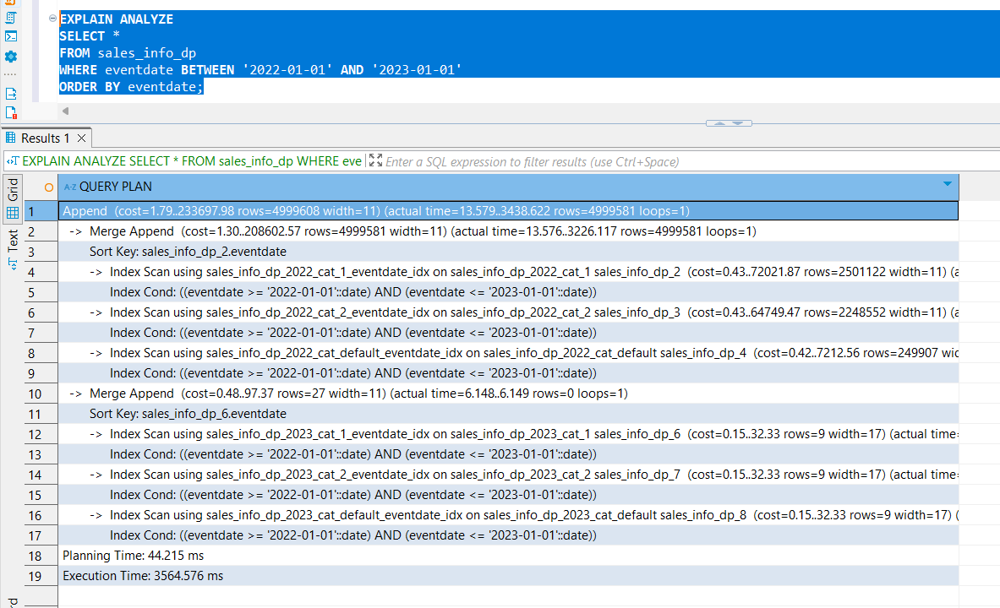 EXPLAIN ANALYZE
SELECT *
FROM sales_info_dp
WHERE eventdate BETWEEN '2022-01-01' AND '2023-01-01'
ORDER BY eventdate;
Results 1
EXPLAIN ANALYZE SELECT * FROM sales_info_dp WHERE eve Enter a SQL expression to filter results (use Ctrl+Space)
Grid
Text
A-Z QUERY PLAN
1 Append (cost=1.79..233697.98 rows=4999608 width=11) (actual time=13.579..3438.622 rows=4999581 loops=1)
2 -> Merge Append (cost=1.30..208602.57 rows=4999581 width=11) (actual time=13.576..3226.117 rows=4999581 loops=1)
3 Sort Key: sales_info_dp_2.eventdate
4 -> Index Scan using sales_info_dp_2022_cat_1_eventdate_idx on sales_info_dp_2022_cat_1 sales_info_dp_2 (cost=0.43..72021.87 rows=2501122 width=11) (a
5 Index Cond: ((eventdate >= '2022-01-01'::date) AND (eventdate <= '2023-01-01'::date))
6 -> Index Scan using sales_info_dp_2022_cat_2_eventdate_idx on sales_info_dp_2022_cat_2 sales_info_dp_3 (cost=0.43..64749.47 rows=2248552 width=11) (a
7 Index Cond: ((eventdate >= '2022-01-01'::date) AND (eventdate <= '2023-01-01'::date))
8 -> Index Scan using sales_info_dp_2022_cat_default_eventdate_idx on sales_info_dp_2022_cat_default sales_info_dp_4 (cost=0.42..7212.56 rows=249907 wid
9 Index Cond: ((eventdate >= '2022-01-01'::date) AND (eventdate <= '2023-01-01'::date))
10 -> Merge Append (cost=0.48..97.37 rows=27 width=11) (actual time=6.148..6.149 rows=0 loops=1)
11 Sort Key: sales_info_dp_6.eventdate
12 -> Index Scan using sales_info_dp_2023_cat_1_eventdate_idx on sales_info_dp_2023_cat_1 sales_info_dp_6 (cost=0.15..32.33 rows=9 width=17) (actual time=
13 Index Cond: ((eventdate >= '2022-01-01'::date) AND (eventdate <= '2023-01-01'::date))
14 -> Index Scan using sales_info_dp_2023_cat_2_eventdate_idx on sales_info_dp_2023_cat_2 sales_info_dp_7 (cost=0.15..32.33 rows=9 width=17) (actual time=
15 Index Cond: ((eventdate >= '2022-01-01'::date) AND (eventdate <= '2023-01-01'::date))
16 -> Index Scan using sales_info_dp_2023_cat_default_eventdate_idx on sales_info_dp_2023_cat_default sales_info_dp_8 (cost=0.15..32.33 rows=9 width=17) (
17 Index Cond: ((eventdate >= '2022-01-01'::date) AND (eventdate <= '2023-01-01'::date))
18 Planning Time: 44.215 ms
19 Execution Time: 3564.576 ms